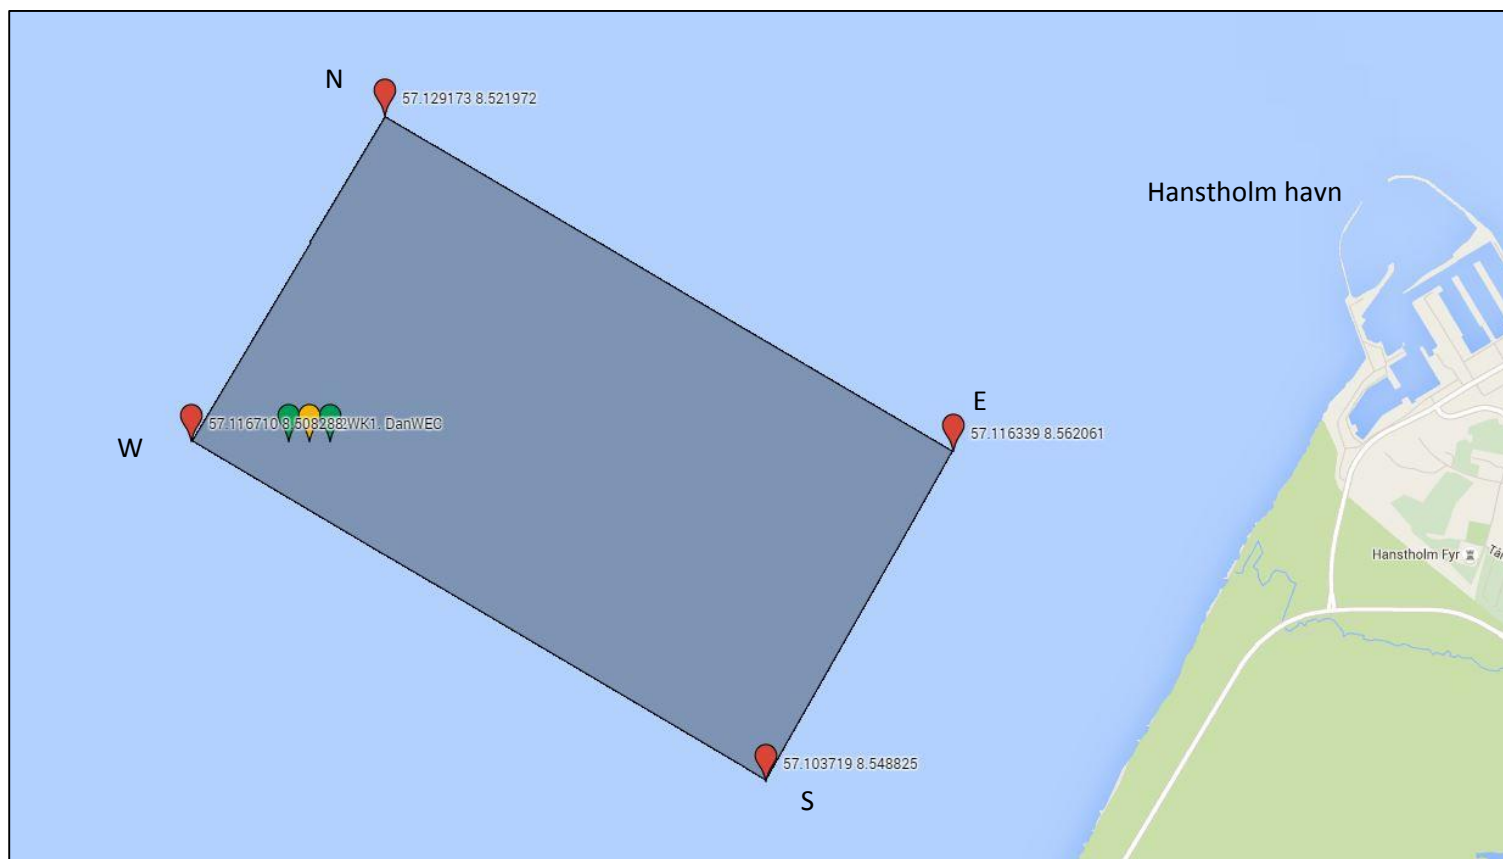 N
57.129173 8.521972
Hanstholm havn
E
57.116710 8.508288 WK1. DanWEC
57.116339 8.562061
W
Hanstholm Fyr
57.103719 8.548825
S